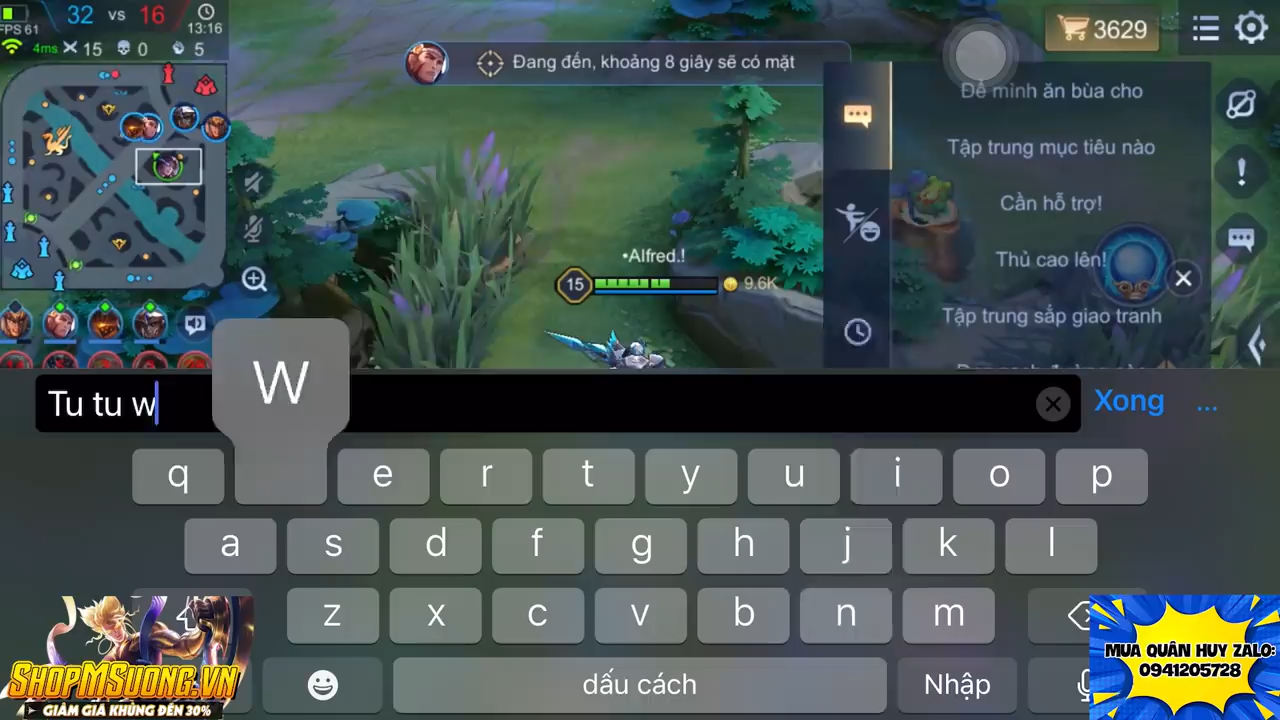 32 vs 16
13:16
FPS 61
4ms 15 0 5
Đang đến, khoảng 8 giây sẽ có mặt
3629
Để mình ăn bùa cho
Tập trung mục tiêu nào
Cần hỗ trợ!
Thủ cao lên!
Tập trung sắp giao tranh
•Alfred.!
15
9.6K
Tu tu w
W
Xong
...
q e r t y u i o p
a s d f g h j k l
z x c v b n m
dấu cách
Nhập
SHOPMSUONG.VN
GIẢM GIÁ KHỦNG ĐẾN 30%
MUA QUÂN HUY ZALO:
0941205728